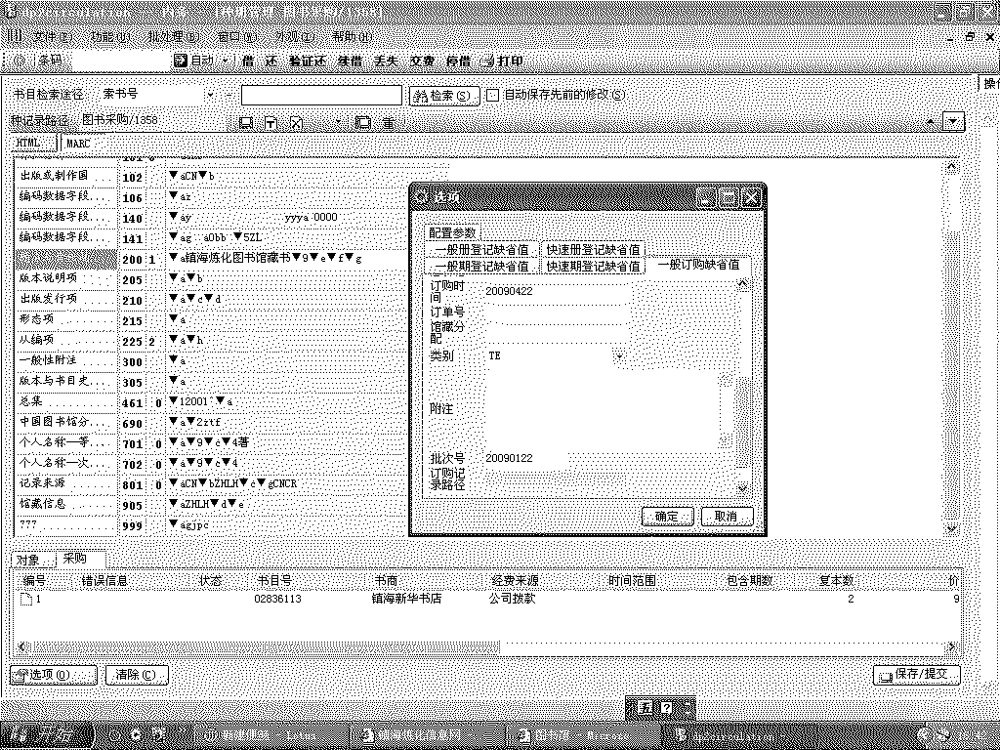 文件(F) 功能(U) 批处理(B) 窗口(W) 外观(L) 帮助(H)
条码 自动 借 还 验证还 续借 丢失 交费 停借 打印
书目检索途径 索书号 检索(S) 自动保存先前的修改(S)
操作
种记录路径 图书采购/1358
HTML MARC
出版或制作国 102 ▼aCN▼b
编码数据字段... 106 ▼az
编码数据字段... 140 ▼ay yyya 0000
编码数据字段... 141 ▼ag a0bb ▼5ZL
200 1 ▼a镇海炼化图书馆藏书▼9▼e▼f▼g
版本说明项 205 ▼a▼b
出版发行项 210 ▼a▼c▼d
形态项 215 ▼a
丛编项 225 2 ▼a▼h
一般性附注 300 ▼a
版本与书目史... 305 ▼a
总集 461 0 ▼12001 ▼a
中国图书馆分... 690 ▼a▼2ztf
个人名称—等... 701 0 ▼a▼9▼c▼4著
个人名称—次... 702 0 ▼a▼9▼c▼4
记录来源 801 0 ▼aCN▼bZHLH▼c▼gCNCR
馆藏信息 905 ▼aZHLH▼d▼e
??? 999 ▼agjpc
选项
配置参数
一般册登记缺省值 快速册登记缺省值
一般期登记缺省值 快速期登记缺省值 一般订购缺省值
订购时间 20090422
订单号
馆藏分配
类别 TE
附注
批次号 20090122
订购记录路径
确定 取消
对象 采购
编号 错误信息 状态 书目号 书商 经费来源 时间范围 包含期数 复本数 价
1 02836113 镇海新华书店 公司拨款 2 9
选项(O)... 清除(C) 保存/提交
开始